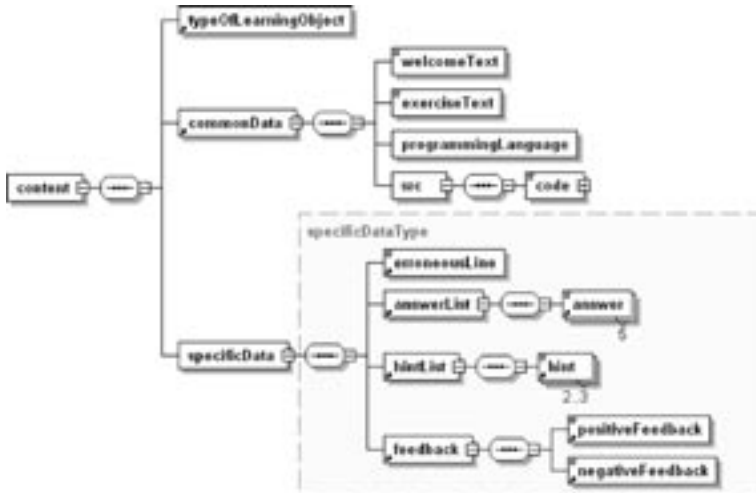 typeOfLearningObject
welcomeText
exerciseText
commonData
programmingLanguage
content
src
code
specificDataType
erroneousLine
answerList
answer
5
specificData
hintList
hint
2..3
positiveFeedback
feedback
negativeFeedback